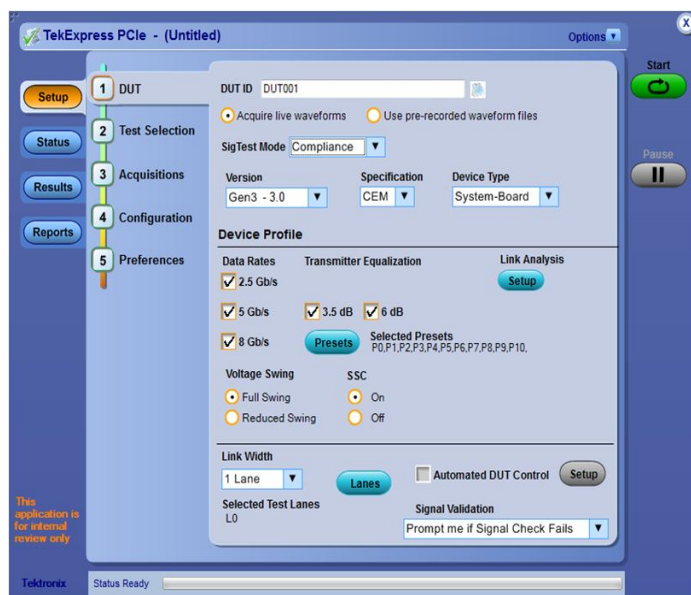 TekExpress PCIe - (Untitled)
Options
X
Start
Pause
Setup
Status
Results
Reports
1 DUT
2 Test Selection
3 Acquisitions
4 Configuration
5 Preferences
DUT ID DUT001
Acquire live waveforms Use pre-recorded waveform files
SigTest Mode Compliance
Version Specification Device Type
Gen3 - 3.0 CEM System-Board
Device Profile
Data Rates Transmitter Equalization Link Analysis
2.5 Gb/s Setup
5 Gb/s 3.5 dB 6 dB
8 Gb/s Presets Selected Presets
P0,P1,P2,P3,P4,P5,P6,P7,P8,P9,P10,
Voltage Swing SSC
Full Swing On
Reduced Swing Off
Link Width
1 Lane Lanes Automated DUT Control Setup
Selected Test Lanes Signal Validation
L0
Prompt me if Signal Check Fails
This
application is
for internal
review only
Tektronix Status Ready